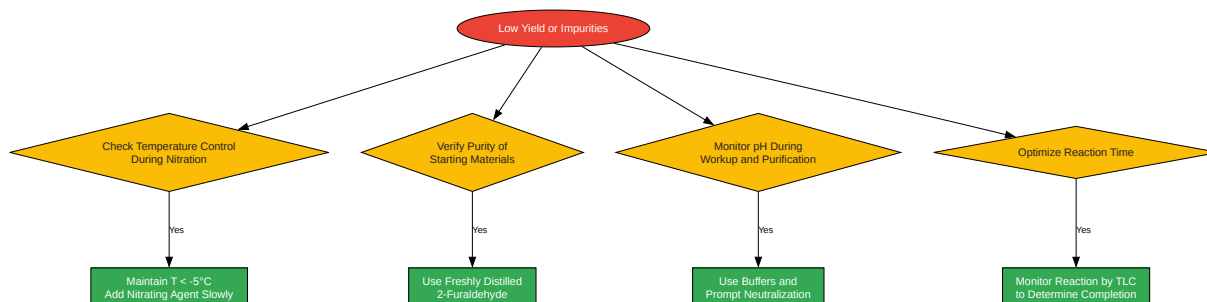 Low Yield or Impurities
Check Temperature Control
During Nitration
Verify Purity of
Starting Materials
Monitor pH During
Workup and Purification
Optimize Reaction Time
Yes
Yes
Yes
Yes
Maintain T < -5°C
Add Nitrating Agent Slowly
Use Freshly Distilled
2-Furaldehyde
Use Buffers and
Prompt Neutralization
Monitor Reaction by TLC
to Determine Completion